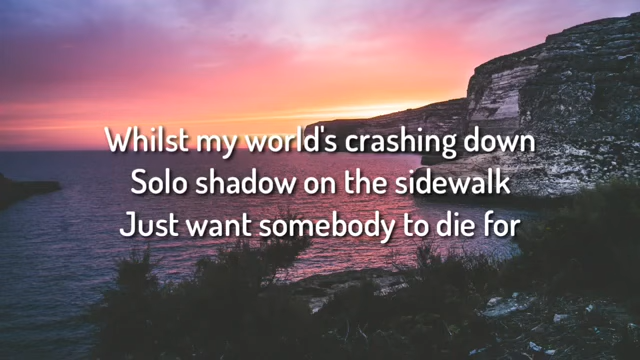 Whilst my world's crashing down
Solo shadow on the sidewalk
Just want somebody to die for